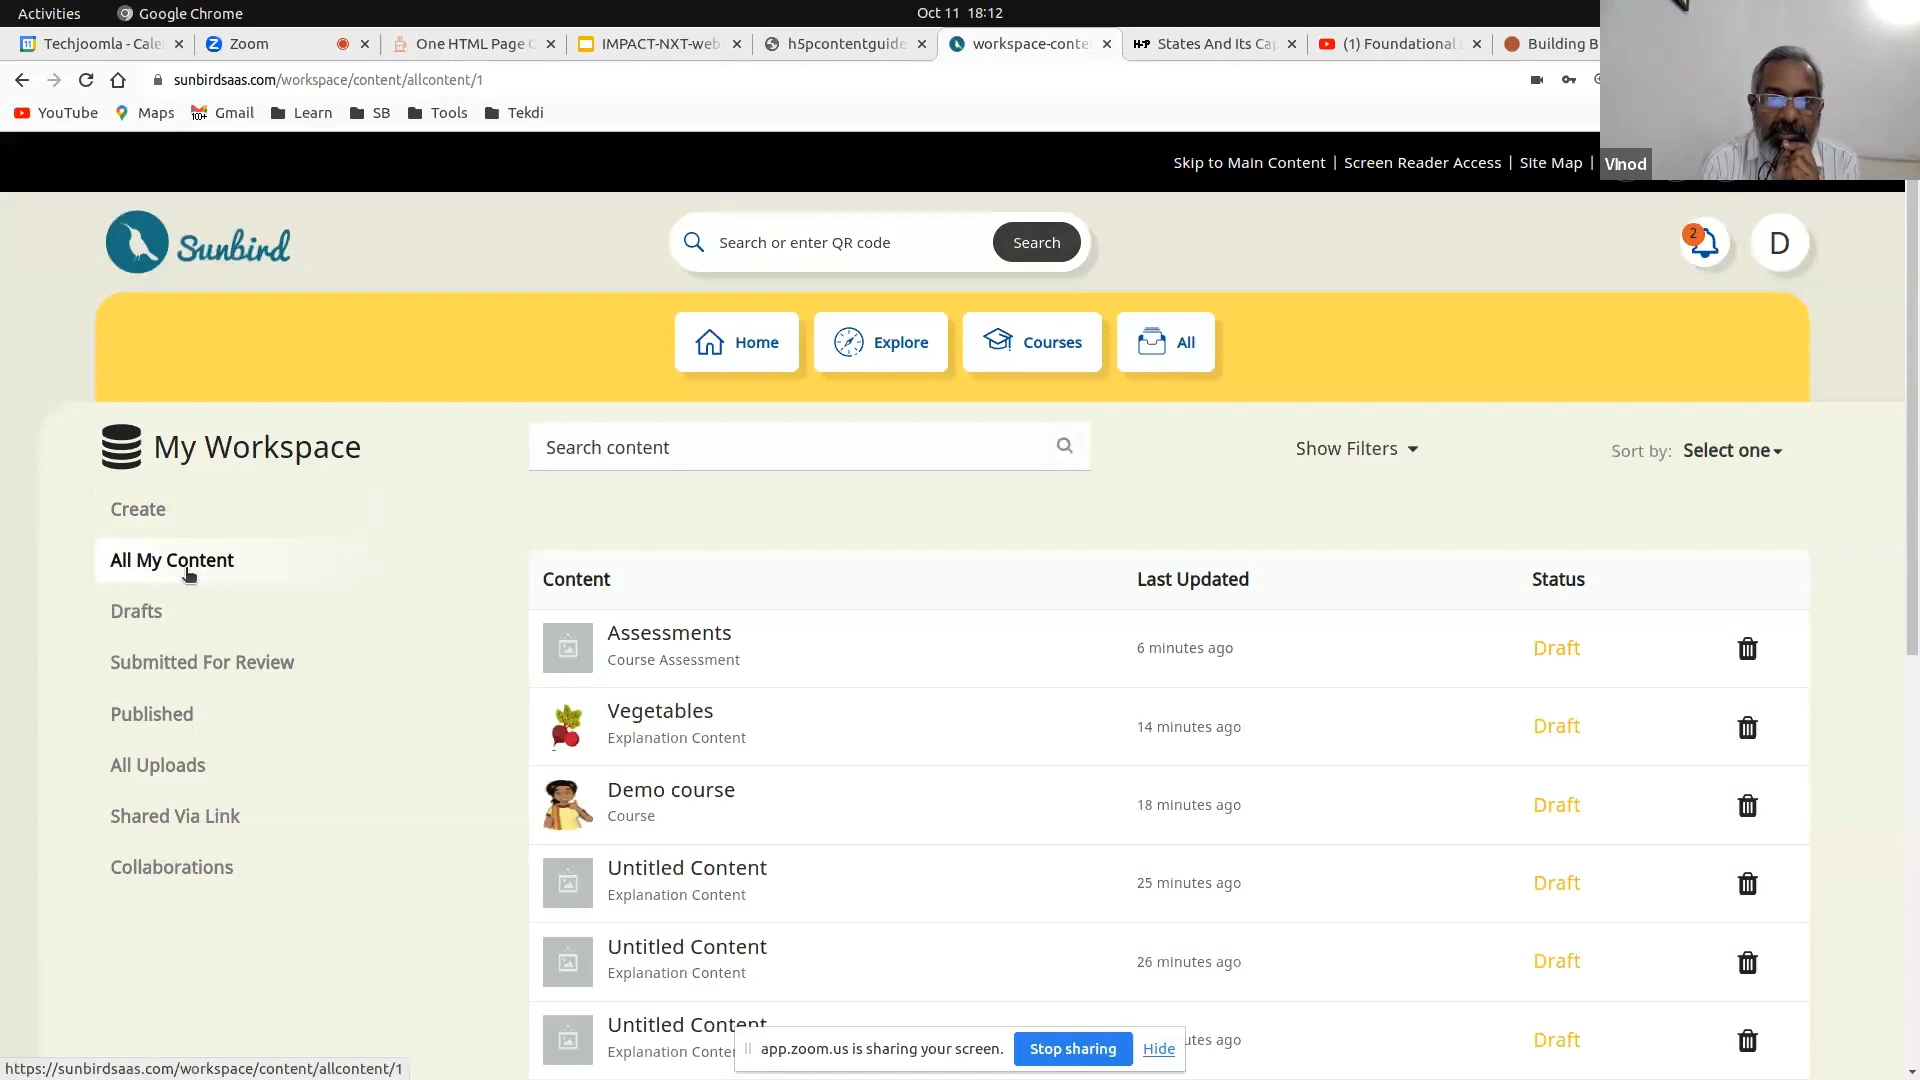 Activities
Google Chrome
Oct 11 18:12
Techjoomla - Cale
Zoom
One HTML Page C
IMPACT-NXT-web
h5pcontentguide
workspace-conte
H-P
States And Its Cap
(1) Foundational
Building B
sunbirdsaas.com/workspace/content/allcontent/1
YouTube
Maps
Gmail
Learn
SB
Tools
Tekdi
Skip to Main Content | Screen Reader Access | Site Map |
VInod
Sunbird
Search or enter QR code
Search
2
D
Home
Explore
Courses
All
My Workspace
Search content
Show Filters
Sort by: Select one
Create
All My Content
Drafts
Submitted For Review
Published
All Uploads
Shared Via Link
Collaborations
Content Last Updated Status
Assessments
Course Assessment
6 minutes ago
Draft
Vegetables
Explanation Content
14 minutes ago
Draft
Demo course
Course
18 minutes ago
Draft
Untitled Content
Explanation Content
25 minutes ago
Draft
Untitled Content
Explanation Content
26 minutes ago
Draft
Untitled Content
Explanation Conte
utes ago
Draft
app.zoom.us is sharing your screen.
Stop sharing
Hide
https://sunbirdsaas.com/workspace/content/allcontent/1